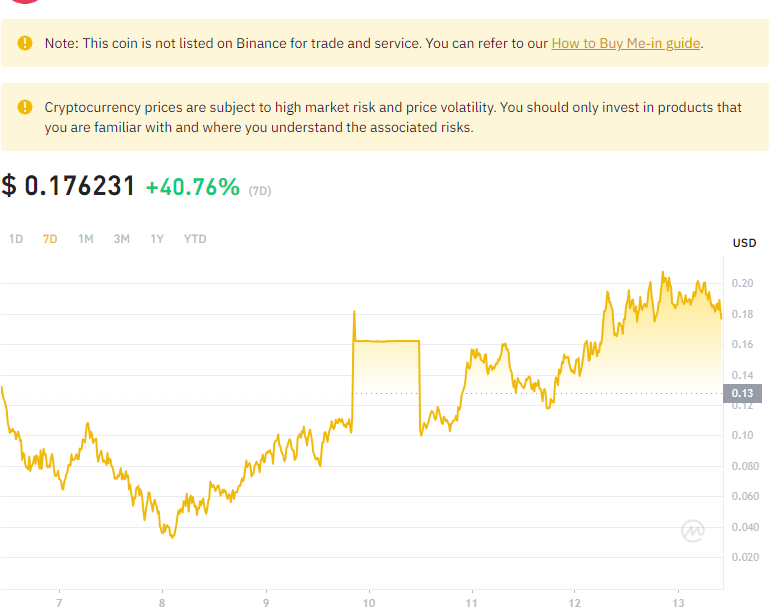 Note: This coin is not listed on Binance for trade and service. You can refer to our How to Buy Me-in guide.
Cryptocurrency prices are subject to high market risk and price volatility. You should only invest in products that
you are familiar with and where you understand the associated risks.
$ 0.176231 +40.76% (7D)
1D 7D 1M 3M 1Y YTD
USD
0.20
0.18
0.16
0.14
0.13
0.12
0.10
0.080
0.060
0.040
0.020
7 8 9 10 11 12 13